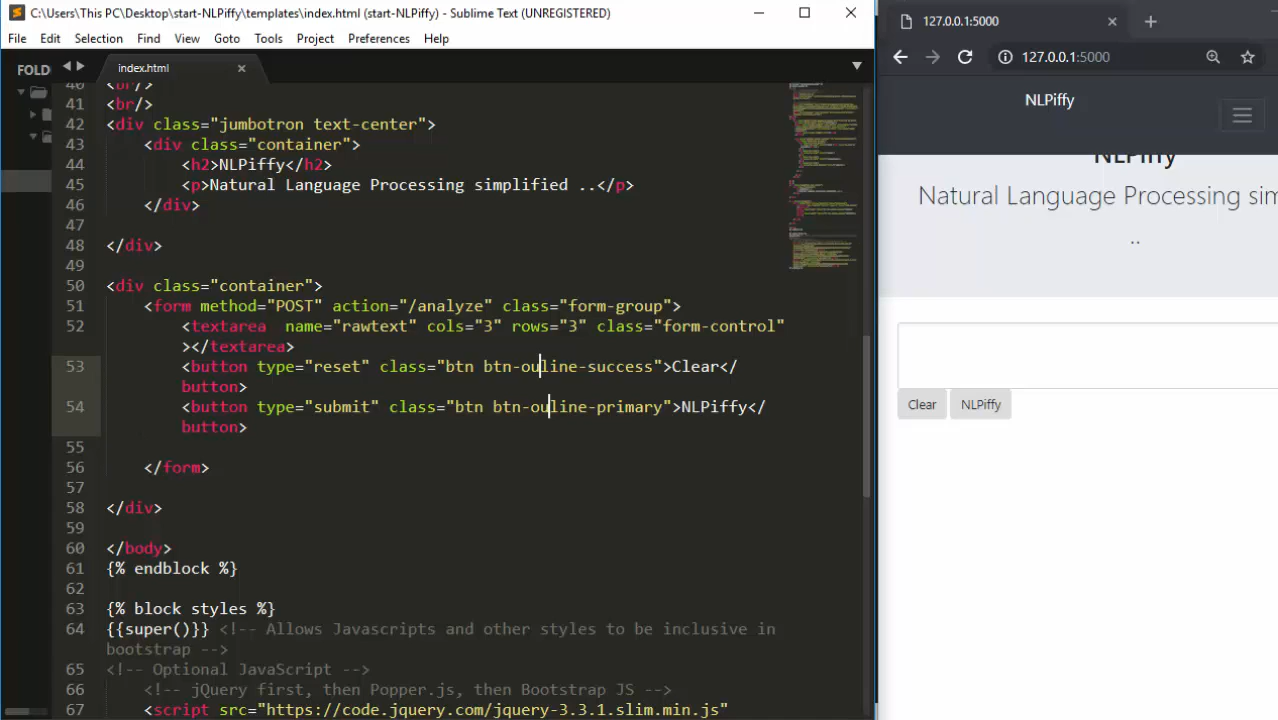 C:\Users\This PC\Desktop\start-NLPiffy\templates\index.html (start-NLPiffy) - Sublime Text (UNREGISTERED)
File Edit Selection Find View Goto Tools Project Preferences Help
FOLD
index.html
40 <br/>
41 <br/>
42 <div class="jumbotron text-center">
43 <div class="container">
44 <h2>NLPiffy</h2>
45 <p>Natural Language Processing simplified ..</p>
46 </div>
47
48 </div>
49
50 <div class="container">
51 <form method="POST" action="/analyze" class="form-group">
52 <textarea  name="rawtext" cols="3" rows="3" class="form-control"
></textarea>
53 <button type="reset" class="btn btn-ouline-success">Clear</
button>
54 <button type="submit" class="btn btn-ouline-primary">NLPiffy</
button>
55
56 </form>
57
58 </div>
59
60 </body>
61 {% endblock %}
62
63 {% block styles %}
64 {{super()}} <!-- Allows Javascripts and other styles to be inclusive in
bootstrap -->
65 <!-- Optional JavaScript -->
66 <!-- jQuery first, then Popper.js, then Bootstrap JS -->
67 <script src="https://code.jquery.com/jquery-3.3.1.slim.min.js"
127.0.0.1:5000
127.0.0.1:5000
NLPiffy
NLPiffy
Natural Language Processing sim
..
Clear NLPiffy